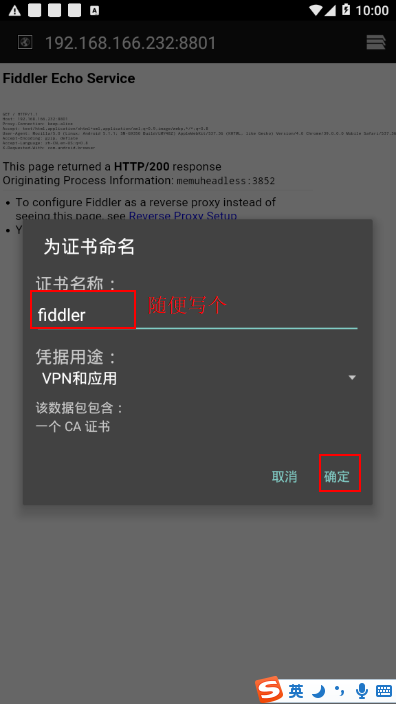 10:00
192.168.166.232:8801
Fiddler Echo Service
This page returned a HTTP/200 response
Originating Process Information: memuheadless:3852
• To configure Fiddler as a reverse proxy instead of
seeing this page, see Reverse Proxy Setup
• Y
为证书命名
证书名称：
fiddler
随便写个
凭据用途：
VPN和应用
该数据包包含：
一个 CA 证书
取消
确定
英